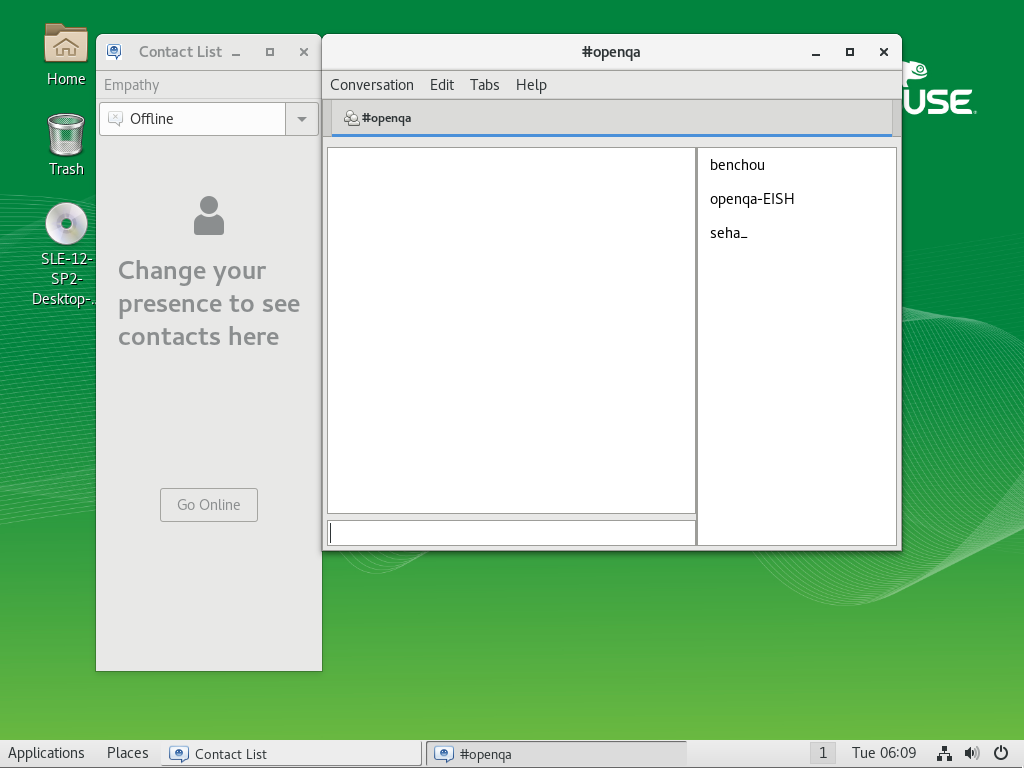 Home
Trash
SLE-12-
SP2-
Desktop-...
Contact List
Empathy
Offline
Change your
presence to see
contacts here
Go Online
#openqa
Conversation Edit Tabs Help
#openqa
benchou
openqa-EISH
seha_
USE
Applications Places Contact List #openqa 1 Tue 06:09